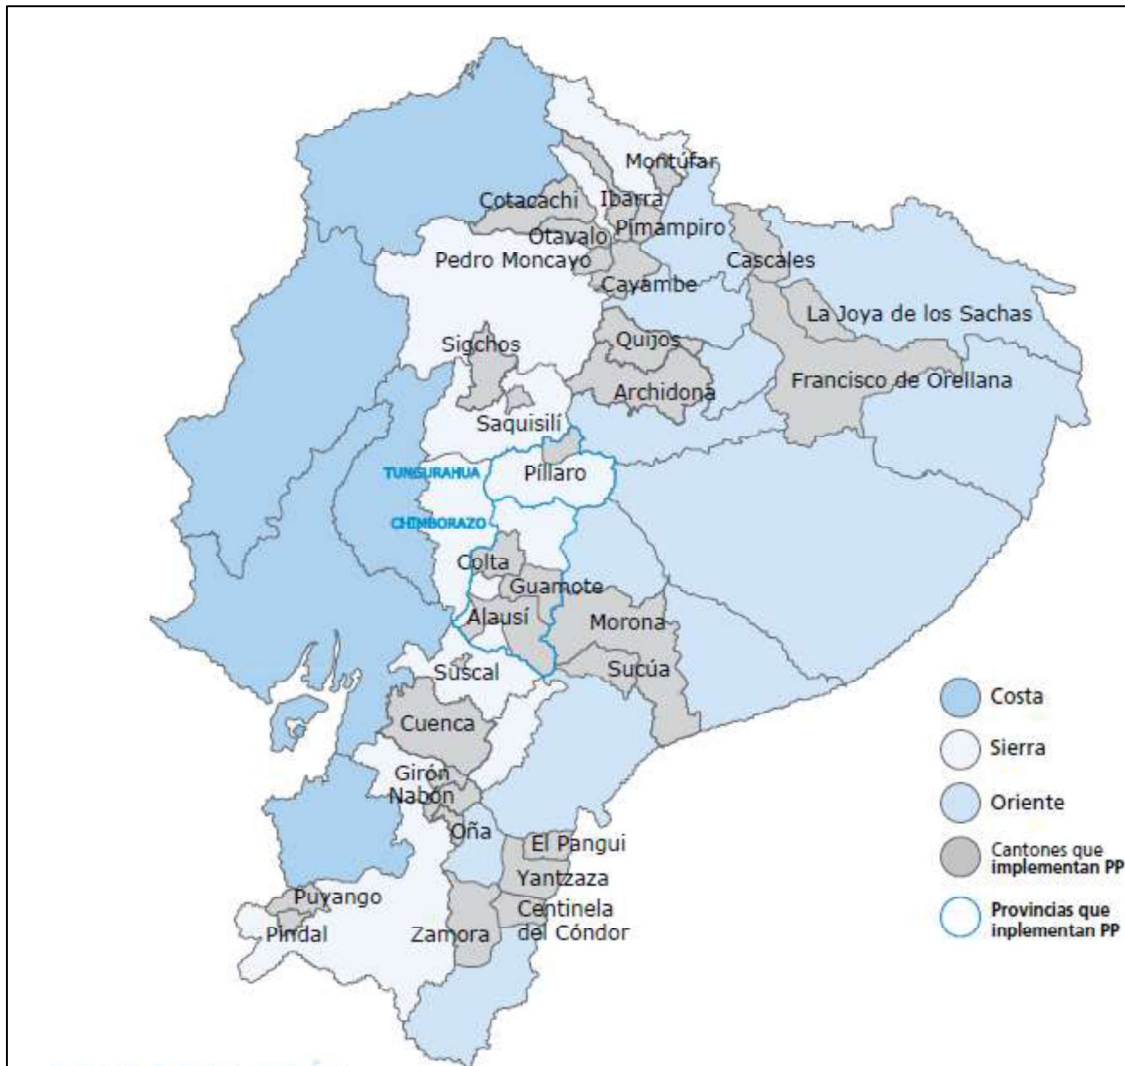 Montúfar
Cotacachi
Ibarra
Otavalo
Pimampiro
Pedro Moncayo
Cascales
Cayambe
La Joya de los Sachas
Sigchos
Quijos
Francisco de Orellana
Archidona
Saquisilí
TUNGURAHUA
Píllaro
CHIMBORAZO
Colta
Guamote
Alausí
Morona
Súscal
Sucúa
Cuenca
Girón
Nabón
Oña
El Pangui
Yantzaza
Puyango
Centinela
del Cóndor
Pindal
Zamora
Costa
Sierra
Oriente
Cantones que
implementan PP
Provincias que
inplementan PP